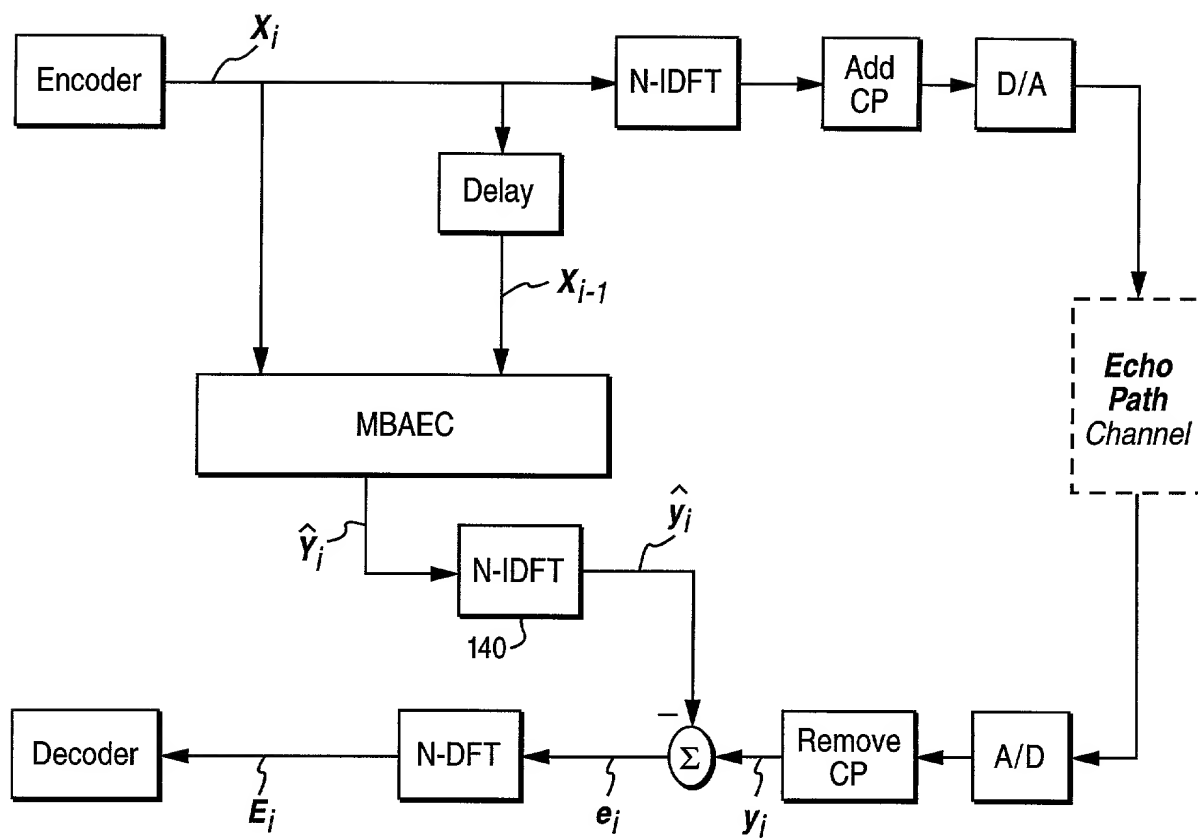 Encoder
X_i
N-IDFT
Add
CP
D/A
Delay
X_{i-1}
MBAEC
Echo
Path
Channel
Ŷ_i
N-IDFT
140
ŷ_i
Decoder
E_i
N-DFT
e_i
–
Σ
y_i
Remove
CP
A/D